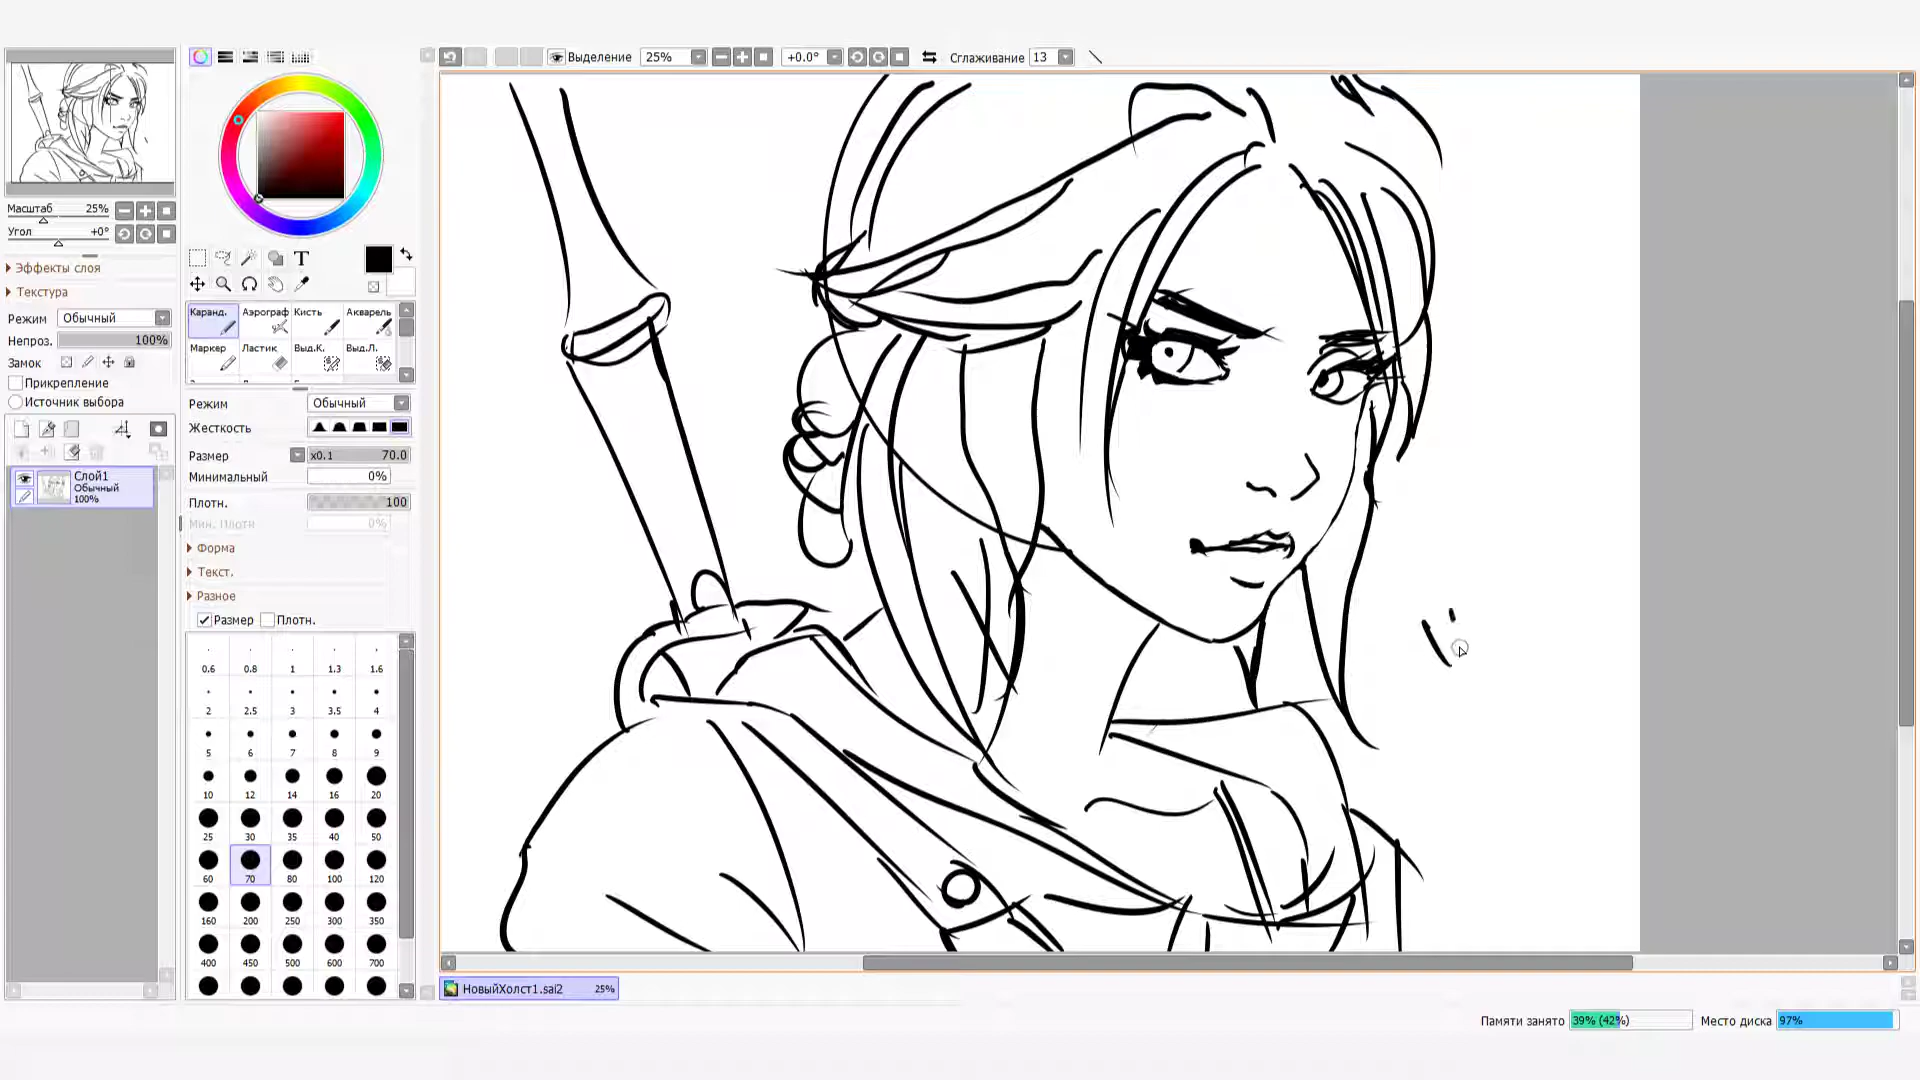 Выделение 25% +0.0° Сглаживание 13
Масштаб 25%
Угол +0°
Эффекты слоя
Текстура
Режим Обычный
Непроз. 100%
Замок
Прикрепление
Источник выбора
Слой1
Обычный
100%
T
Каранд. Аэрограф Кисть Акварель
Маркер Ластик Выд.К. Выд.Л.
Режим Обычный
Жесткость
Размер x0.1 70.0
Минимальный 0%
Плотн. 100
Мин. Плотн 0%
Форма
Текст.
Разное
Размер Плотн.
0.6 0.8 1 1.3 1.6
2 2.5 3 3.5 4
5 6 7 8 9
10 12 14 16 20
25 30 35 40 50
60 70 80 100 120
160 200 250 300 350
400 450 500 600 700
НовыйХолст1.sai2 25%
Памяти занято 39% (42%) Место диска 97%